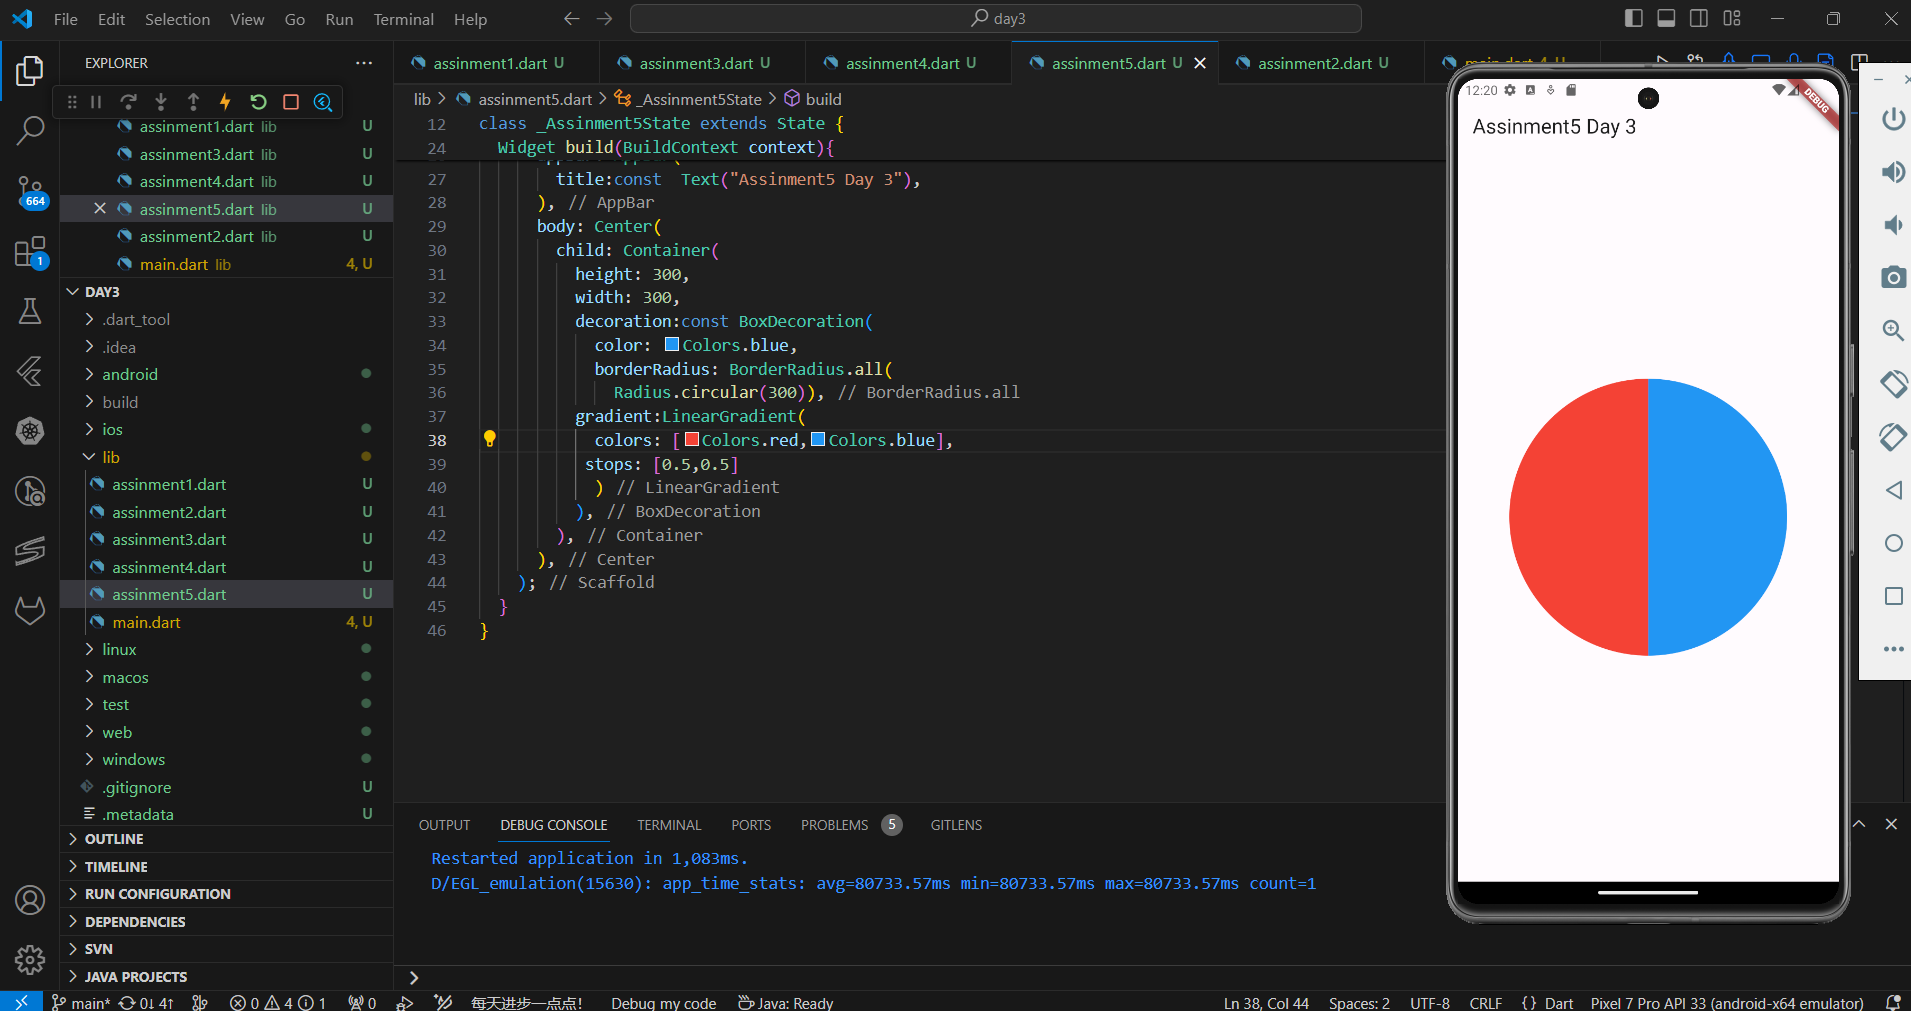 File Edit Selection View Go Run Terminal Help
day3
EXPLORER
assinment1.dart lib U
assinment3.dart lib U
assinment4.dart lib U
assinment5.dart lib U
assinment2.dart lib U
main.dart lib 4, U
664
1
DAY3
.dart_tool
.idea
android
build
ios
lib
assinment1.dart U
assinment2.dart U
assinment3.dart U
assinment4.dart U
assinment5.dart U
main.dart 4, U
linux
macos
test
web
windows
.gitignore U
.metadata U
OUTLINE
TIMELINE
RUN CONFIGURATION
DEPENDENCIES
SVN
JAVA PROJECTS
assinment1.dart U assinment3.dart U assinment4.dart U assinment5.dart U assinment2.dart U main.dart 4, U
lib > assinment5.dart > _Assinment5State > build
12 class _Assinment5State extends State {
24 Widget build(BuildContext context){
27 title:const Text("Assinment5 Day 3"),
28 ), // AppBar
29 body: Center(
30 child: Container(
31 height: 300,
32 width: 300,
33 decoration:const BoxDecoration(
34 color: Colors.blue,
35 borderRadius: BorderRadius.all(
36 Radius.circular(300)), // BorderRadius.all
37 gradient:LinearGradient(
38 colors: [Colors.red,Colors.blue],
39 stops: [0.5,0.5]
40 ) // LinearGradient
41 ), // BoxDecoration
42 ), // Container
43 ), // Center
44 ); // Scaffold
45 }
46 }
OUTPUT DEBUG CONSOLE TERMINAL PORTS PROBLEMS 5 GITLENS
Restarted application in 1,083ms.
D/EGL_emulation(15630): app_time_stats: avg=80733.57ms min=80733.57ms max=80733.57ms count=1
12:20
DEBUG
Assinment5 Day 3
main* 0↓ 4↑ 0 4 1 0 每天进步一点点! Debug my code Java: Ready Ln 38, Col 44 Spaces: 2 UTF-8 CRLF {} Dart Pixel 7 Pro API 33 (android-x64 emulator)